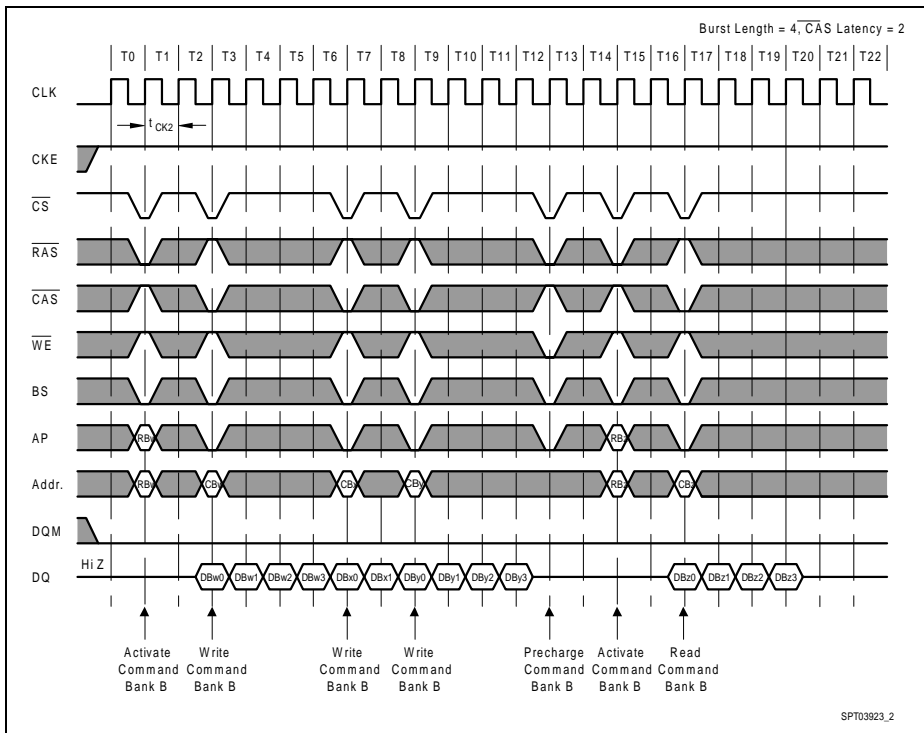 Burst Length = 4, CAS Latency = 2
T0 T1 T2 T3 T4 T5 T6 T7 T8 T9 T10 T11 T12 T13 T14 T15 T16 T17 T18 T19 T20 T21 T22
CLK
t CK2
CKE
CS
RAS
CAS
WE
BS
AP RBw RBz
Addr. RBw CBw CBx CBy RBz CBz
DQM
Hi Z
DQ DBw0 DBw1 DBw2 DBw3 DBx0 DBx1 DBy0 DBy1 DBy2 DBy3 DBz0 DBz1 DBz2 DBz3
Activate Write Write Write Precharge Activate Read
Command Command Command Command Command Command Command
Bank B Bank B Bank B Bank B Bank B Bank B Bank B
SPT03923_2